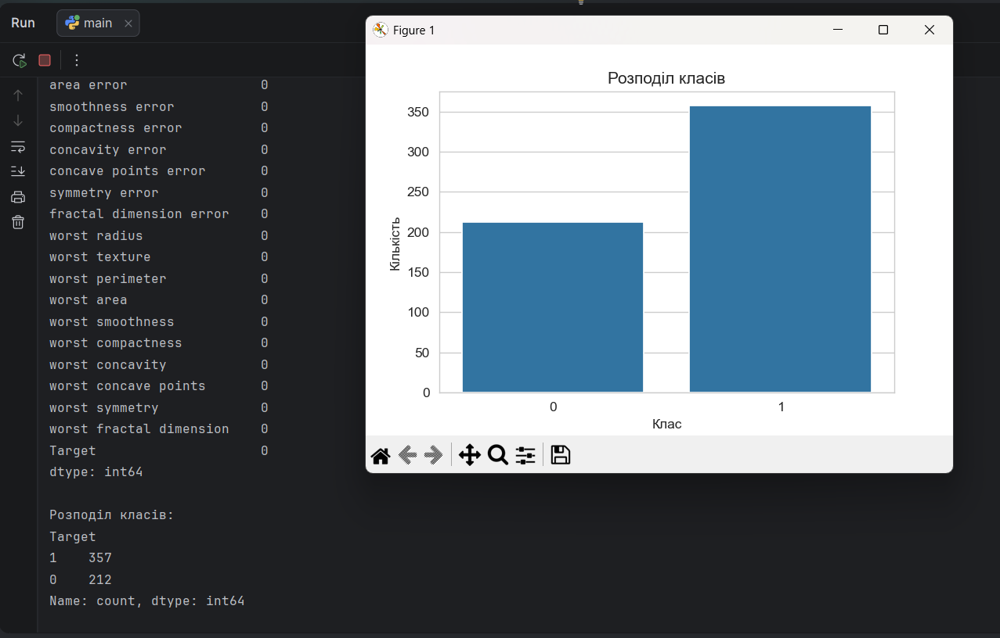 Run main
area error 0
smoothness error 0
compactness error 0
concavity error 0
concave points error 0
symmetry error 0
fractal dimension error 0
worst radius 0
worst texture 0
worst perimeter 0
worst area 0
worst smoothness 0
worst compactness 0
worst concavity 0
worst concave points 0
worst symmetry 0
worst fractal dimension 0
Target 0
dtype: int64
Розподіл класів:
Target
1 357
0 212
Name: count, dtype: int64
Figure 1
Розподіл класів
Кількість
350
300
250
200
150
100
50
0
0 1
Клас